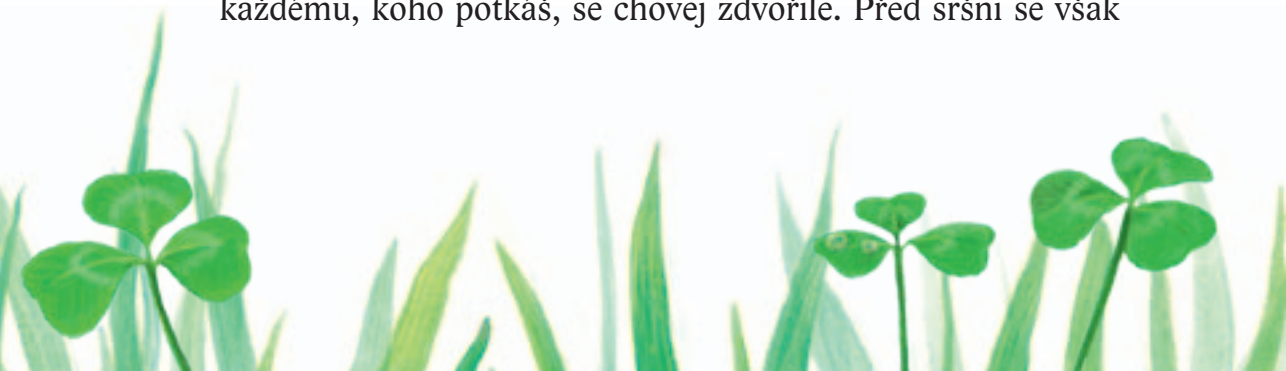 každému, koho potkáš, se chovej zdvořile. Před sršni se však